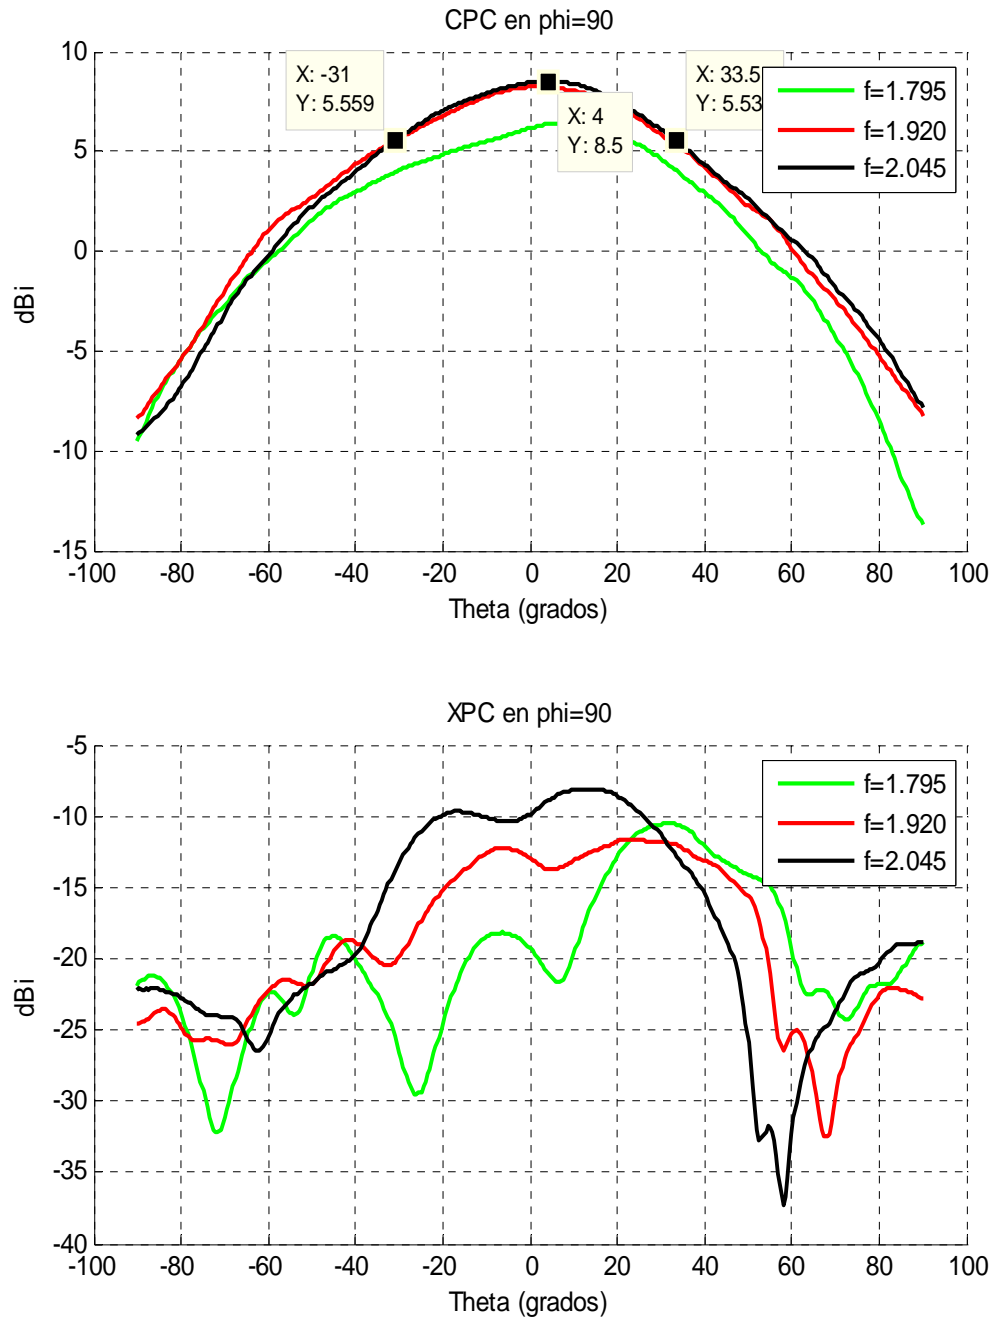 CPC en phi=90
10
5
0
-5
-10
-15
dBi
X: -31
Y: 5.559
X: 4
Y: 8.5
X: 33.5
Y: 5.53
f=1.795
f=1.920
f=2.045
-100 -80 -60 -40 -20 0 20 40 60 80 100
Theta (grados)
XPC en phi=90
-5
-10
-15
-20
-25
-30
-35
-40
dBi
f=1.795
f=1.920
f=2.045
-100 -80 -60 -40 -20 0 20 40 60 80 100
Theta (grados)